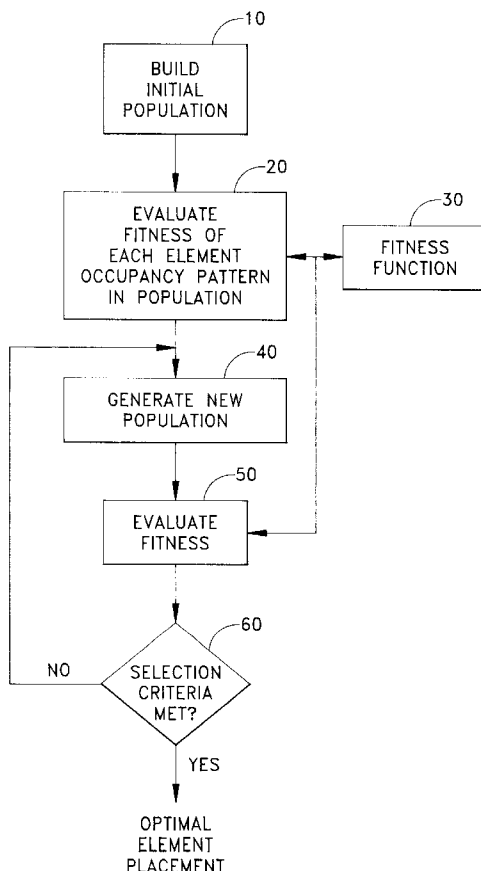 10
BUILD
INITIAL
POPULATION
20
EVALUATE
FITNESS OF
EACH ELEMENT
OCCUPANCY PATTERN
IN POPULATION
30
FITNESS
FUNCTION
40
GENERATE NEW
POPULATION
50
EVALUATE
FITNESS
60
SELECTION
CRITERIA
MET?
NO
YES
OPTIMAL
ELEMENT
PLACEMENT